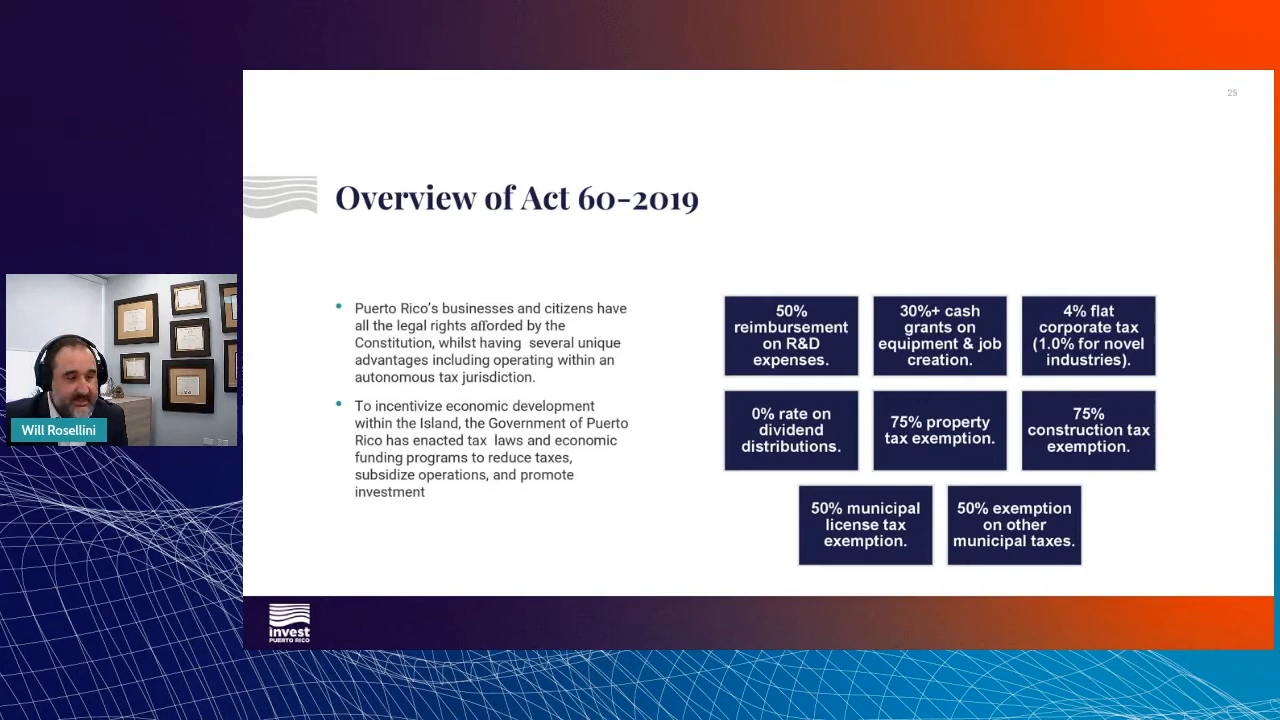 25
Overview of Act 60-2019
• Puerto Rico's businesses and citizens have
all the legal rights afforded by the
Constitution, whilst having several unique
advantages including operating within an
autonomous tax jurisdiction.
• To incentivize economic development
within the Island, the Government of Puerto
Rico has enacted tax laws and economic
funding programs to reduce taxes,
subsidize operations, and promote
investment
50%
reimbursement
on R&D
expenses.
30%+ cash
grants on
equipment & job
creation.
4% flat
corporate tax
(1.0% for novel
industries).
0% rate on
dividend
distributions.
75% property
tax exemption.
75%
construction tax
exemption.
50% municipal
license tax
exemption.
50% exemption
on other
municipal taxes.
Will Rosellini
invest
PUERTO RICO